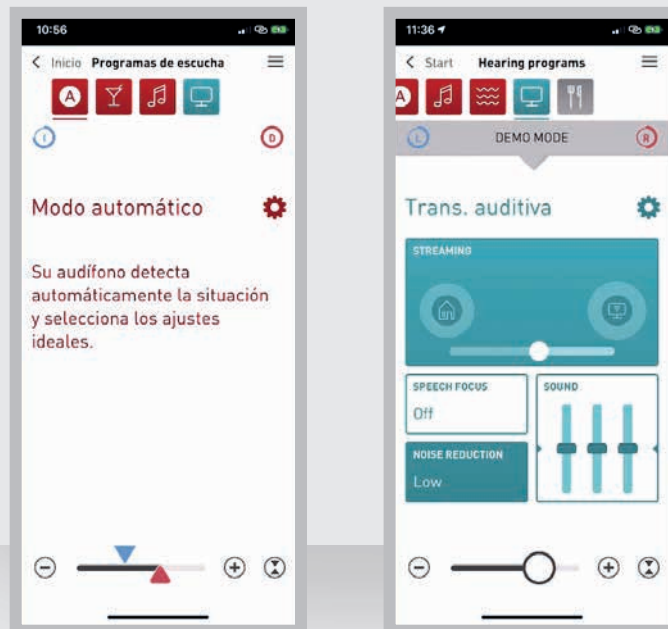 10:56
Inicio Programas de escucha
A
I
D
Modo automático
Su audífono detecta
automáticamente la situación
y selecciona los ajustes
ideales.
11:36
Start Hearing programs
A
L DEMO MODE R
Trans. auditiva
STREAMING
SPEECH FOCUS
Off
SOUND
NOISE REDUCTION
Low